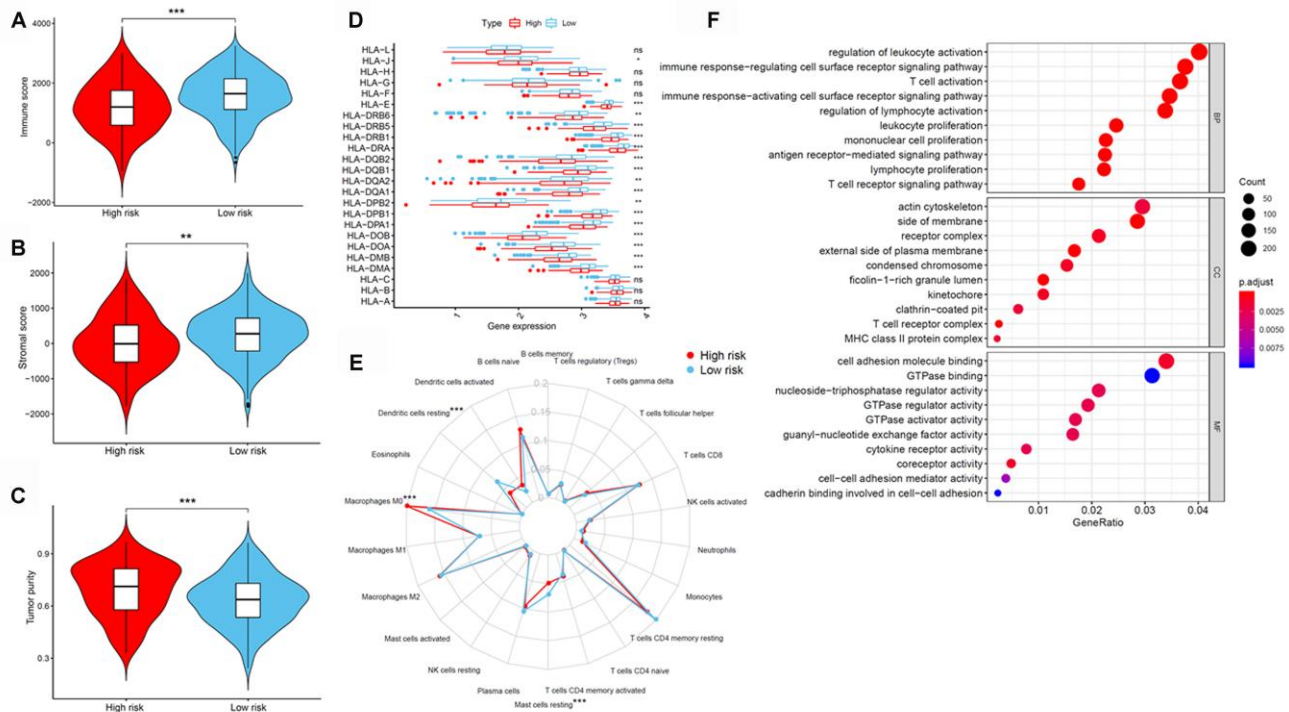 A
***
4000
2000
0
−2000
Immune score
High risk
Low risk
B
**
2000
1000
0
−1000
−2000
Stromal score
High risk
Low risk
C
***
0.9
0.6
0.3
Tumor purity
High risk
Low risk
D
Type High Low
HLA−L ns
HLA−J *
HLA−H ns
HLA−G ns
HLA−F ns
HLA−E ***
HLA−DRB6 **
HLA−DRB5 ***
HLA−DRB1 ***
HLA−DRA ***
HLA−DQB2 ***
HLA−DQB1 ***
HLA−DQA2 **
HLA−DQA1 ***
HLA−DPB2 **
HLA−DPB1 ***
HLA−DPA1 ***
HLA−DOB ***
HLA−DOA ***
HLA−DMB ***
HLA−DMA ***
HLA−C ns
HLA−B ns
HLA−A ns
1 2 3 4
Gene expression
E
High risk
Low risk
B cells memory
T cells regulatory (Tregs)
T cells gamma delta
T cells follicular helper
T cells CD8
NK cells activated
Neutrophils
Monocytes
T cells CD4 memory resting
T cells CD4 naive
T cells CD4 memory activated
Mast cells resting***
Plasma cells
NK cells resting
Mast cells activated
Macrophages M2
Macrophages M1
Macrophages M0***
Eosinophils
Dendritic cells resting***
Dendritic cells activated
B cells naive
0.2
0.15
0.1
0.05
0
F
regulation of leukocyte activation
immune response−regulating cell surface receptor signaling pathway
T cell activation
immune response−activating cell surface receptor signaling pathway
regulation of lymphocyte activation
leukocyte proliferation
mononuclear cell proliferation
antigen receptor−mediated signaling pathway
lymphocyte proliferation
T cell receptor signaling pathway
BP
actin cytoskeleton
side of membrane
receptor complex
external side of plasma membrane
condensed chromosome
ficolin−1−rich granule lumen
kinetochore
clathrin−coated pit
T cell receptor complex
MHC class II protein complex
CC
cell adhesion molecule binding
GTPase binding
nucleoside−triphosphatase regulator activity
GTPase regulator activity
GTPase activator activity
guanyl−nucleotide exchange factor activity
cytokine receptor activity
coreceptor activity
cell−cell adhesion mediator activity
cadherin binding involved in cell−cell adhesion
MF
0.01 0.02 0.03 0.04
GeneRatio
Count
50
100
150
200
p.adjust
0.0025
0.0050
0.0075